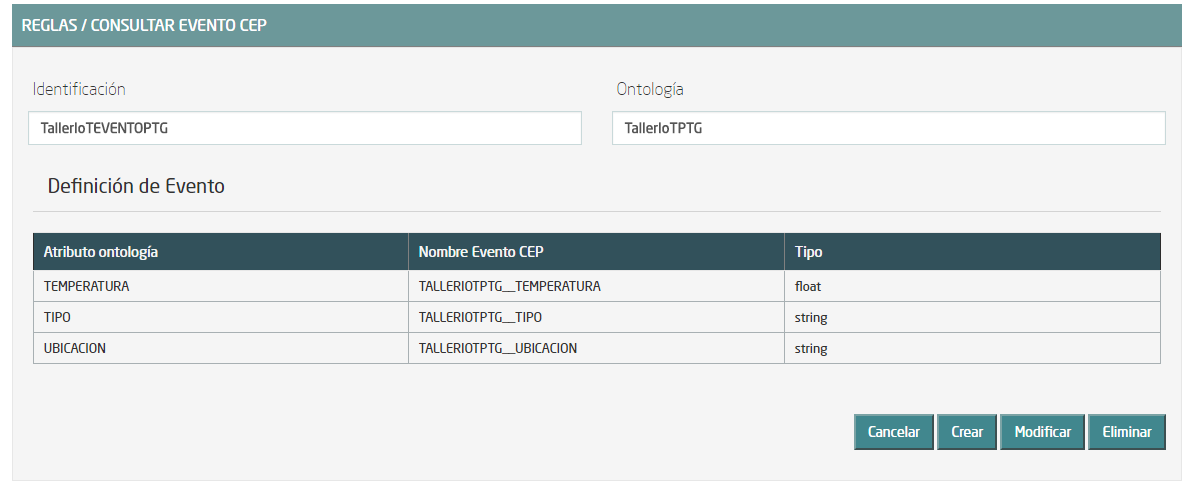 REGLAS / CONSULTAR EVENTO CEP
Identificación Ontología
TallerIoTEVENTOPTG TallerIoTPTG
Definición de Evento
Atributo ontología Nombre Evento CEP Tipo
TEMPERATURA TALLERIOTPTG__TEMPERATURA float
TIPO TALLERIOTPTG__TIPO string
UBICACION TALLERIOTPTG__UBICACION string
Cancelar Crear Modificar Eliminar